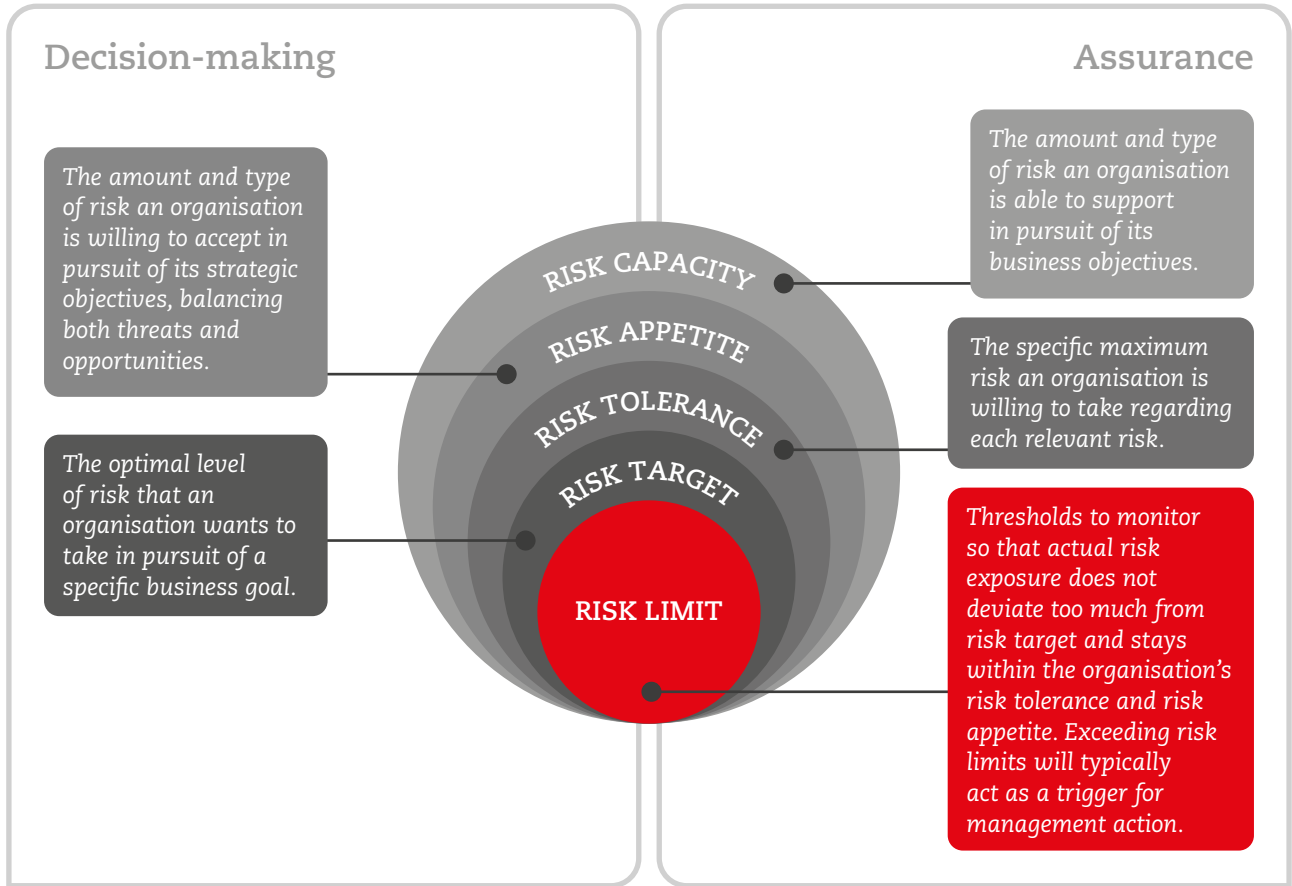 Decision-making
The amount and type
of risk an organisation
is willing to accept in
pursuit of its strategic
objectives, balancing
both threats and
opportunities.
The optimal level
of risk that an
organisation wants to
take in pursuit of a
specific business goal.
RISK CAPACITY
RISK APPETITE
RISK TOLERANCE
RISK TARGET
RISK LIMIT
Assurance
The amount and type
of risk an organisation
is able to support
in pursuit of its
business objectives.
The specific maximum
risk an organisation is
willing to take regarding
each relevant risk.
Thresholds to monitor
so that actual risk
exposure does not
deviate too much from
risk target and stays
within the organisation’s
risk tolerance and risk
appetite. Exceeding risk
limits will typically
act as a trigger for
management action.